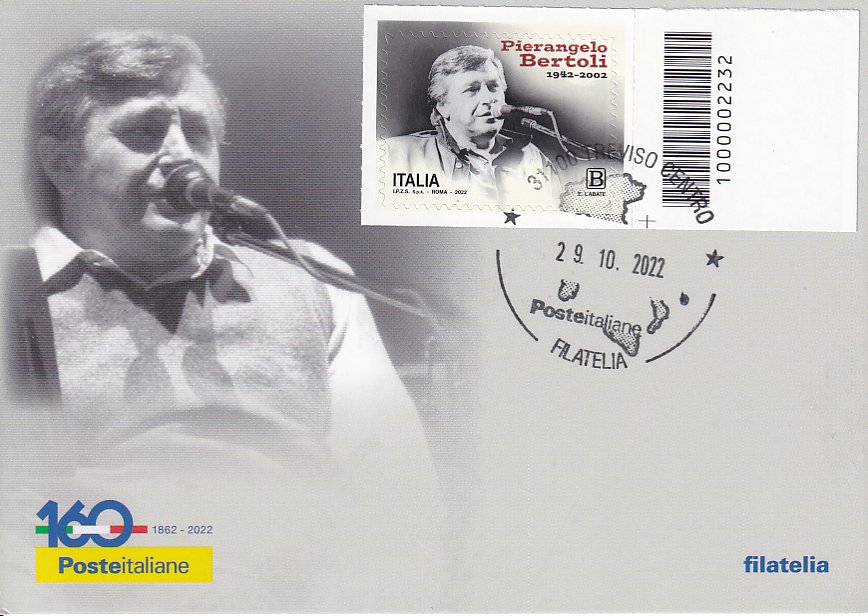 Pierangelo
Bertoli
1942-2002
ITALIA
I.P.Z.S. S.p.A. - ROMA - 2022
B
E. L'ABATE
1000002232
31100 TREVISO CENTRO
29.10.2022
Posteitaliane
FILATELIA
160 1862 - 2022
Posteitaliane
filatelia